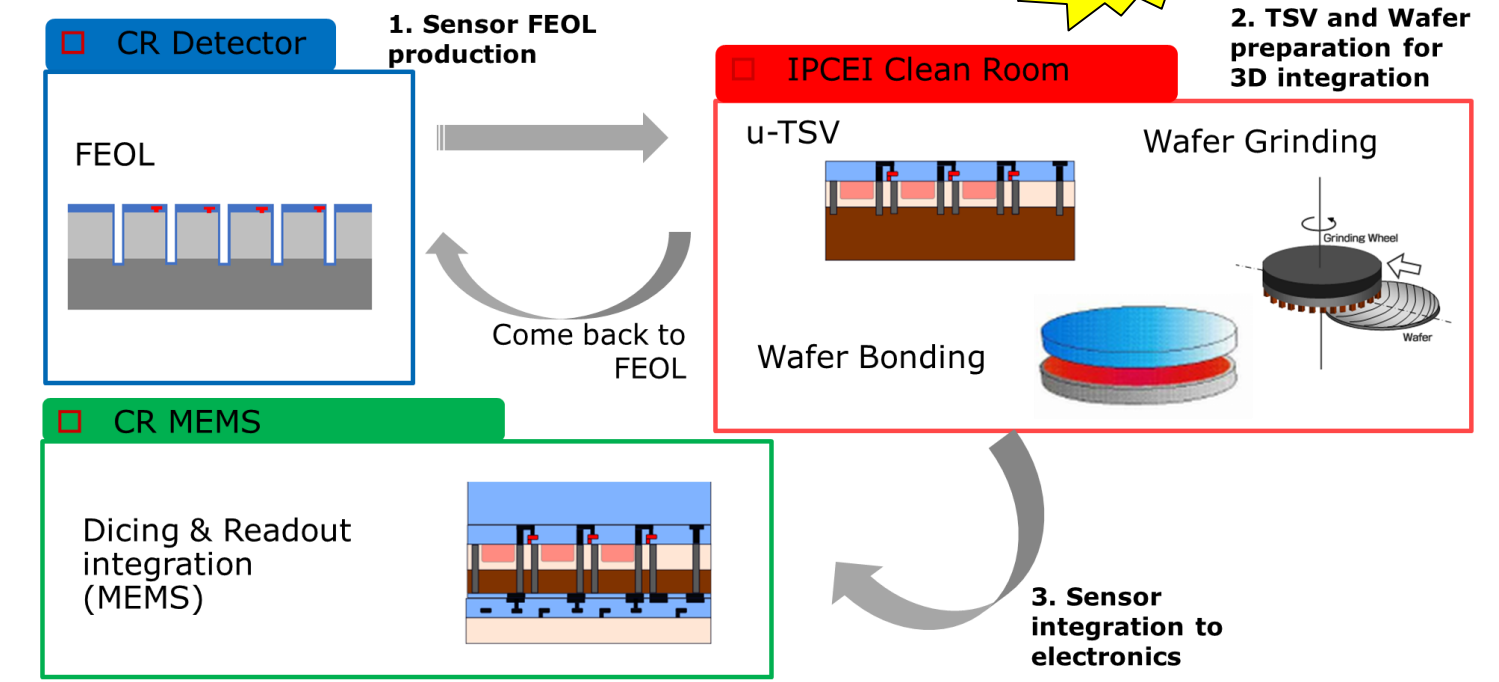 CR Detector
1. Sensor FEOL
production
2. TSV and Wafer
preparation for
3D integration
IPCEI Clean Room
FEOL
u-TSV
Wafer Grinding
Grinding Wheel
Wafer
Come back to
FEOL
Wafer Bonding
CR MEMS
Dicing & Readout
integration
(MEMS)
3. Sensor
integration to
electronics